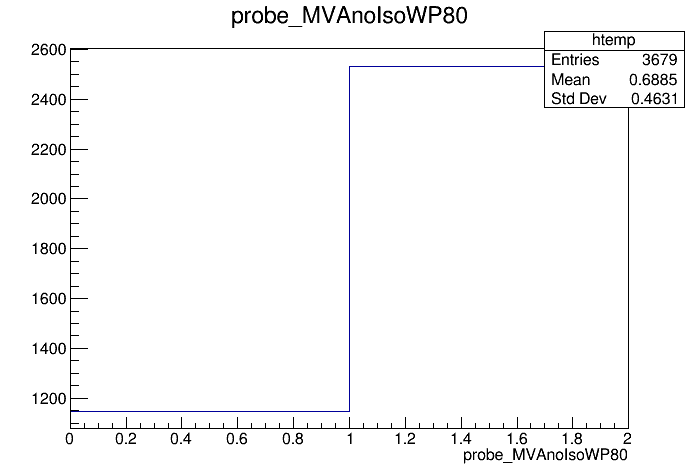 probe_MVAnoIsoWP80
htemp
Entries 3679
Mean 0.6885
Std Dev 0.4631
2600
2400
2200
2000
1800
1600
1400
1200
0 0.2 0.4 0.6 0.8 1 1.2 1.4 1.6 1.8 2
probe_MVAnoIsoWP80